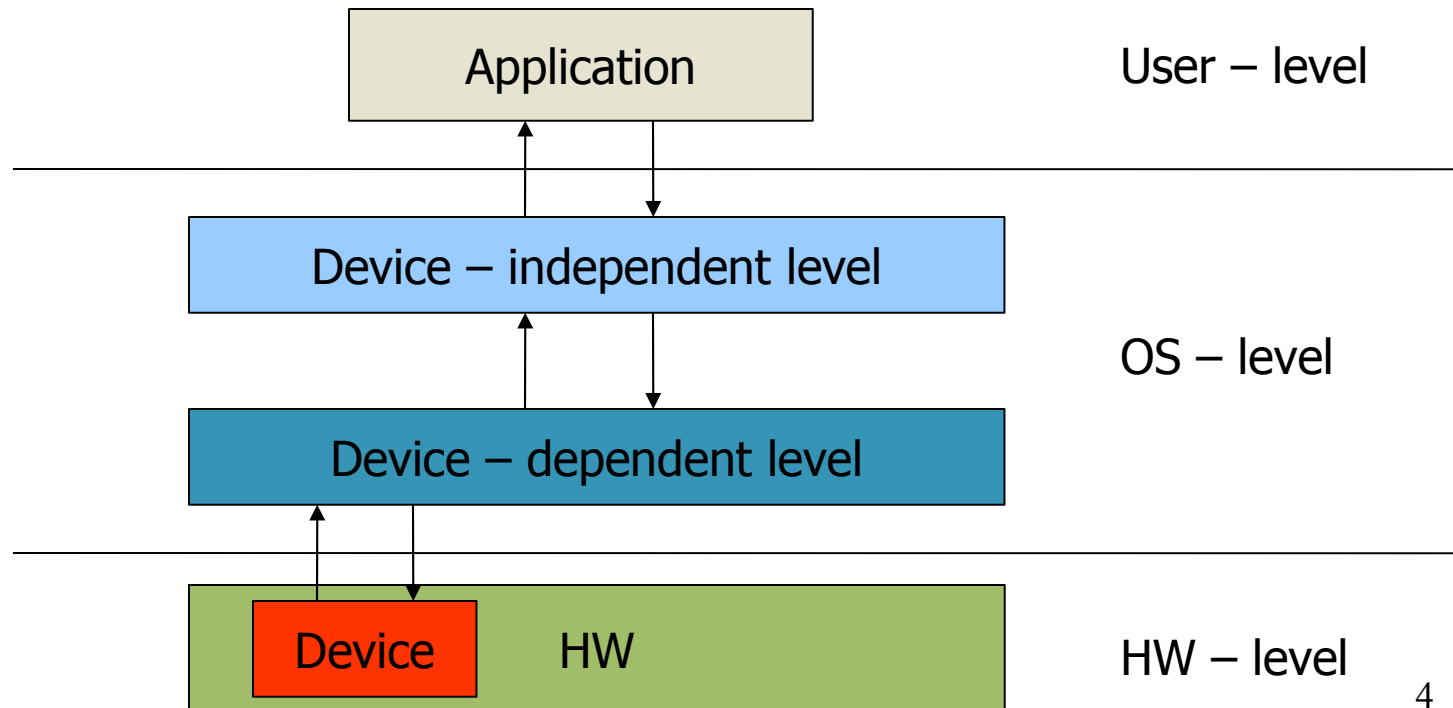 Application
User – level
Device – independent level
OS – level
Device – dependent level
Device
HW
HW – level
4